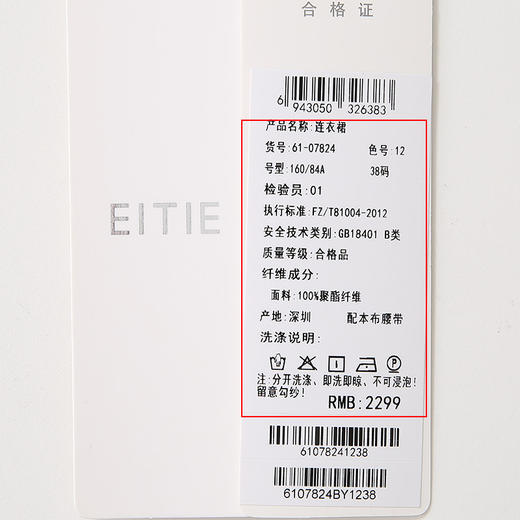 合格证
EITIE
6 943050 326383
产品名称:连衣裙
货号:61-07824 色号:12
号型:160/84A 38码
检验员:01
执行标准:FZ/T81004-2012
安全技术类别:GB18401 B类
质量等级:合格品
纤维成分:
面料:100%聚酯纤维
产地:深圳 配本布腰带
洗涤说明:
P
注:分开洗涤、即洗即晾、不可浸泡!
留意勾纱!
RMB:2299
61078241238
6107824BY1238